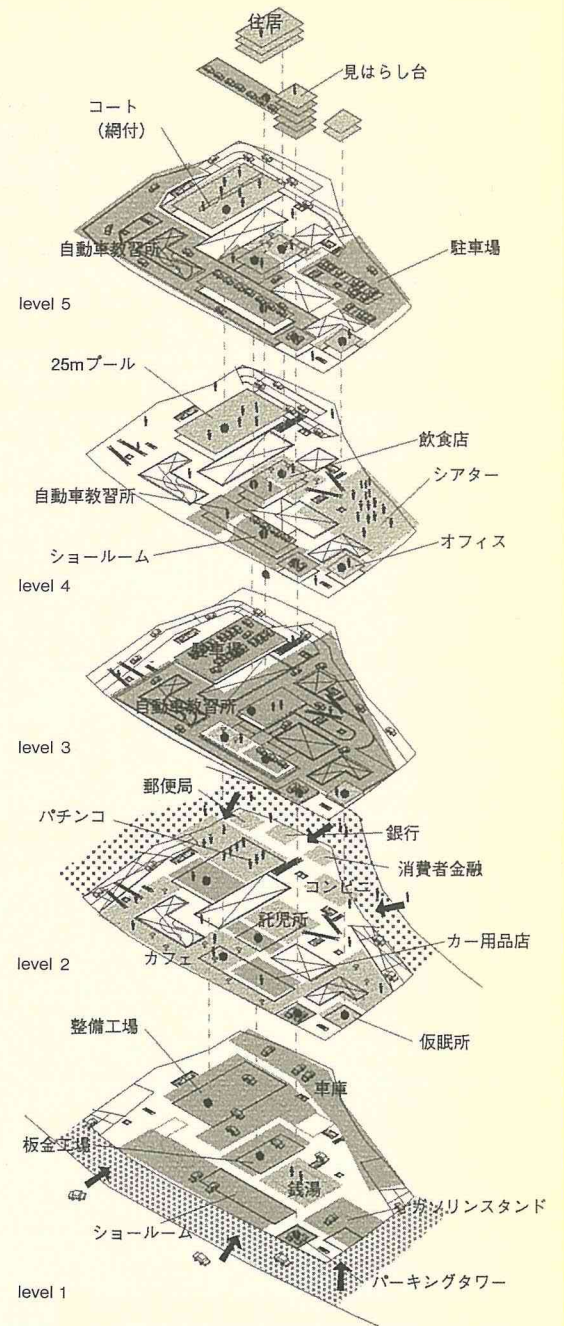 住居
見はらし台
コート
（網付）
自動車教習所
駐車場
level 5
25mプール
飲食店
シアター
自動車教習所
ショールーム
オフィス
level 4
駐車場
自動車教習所
level 3
郵便局
パチンコ
銀行
消費者金融
コンビニ
託児所
カー用品店
カフェ
level 2
仮眠所
整備工場
車庫
板金工場
銭湯
ガソリンスタンド
ショールーム
パーキングタワー
level 1